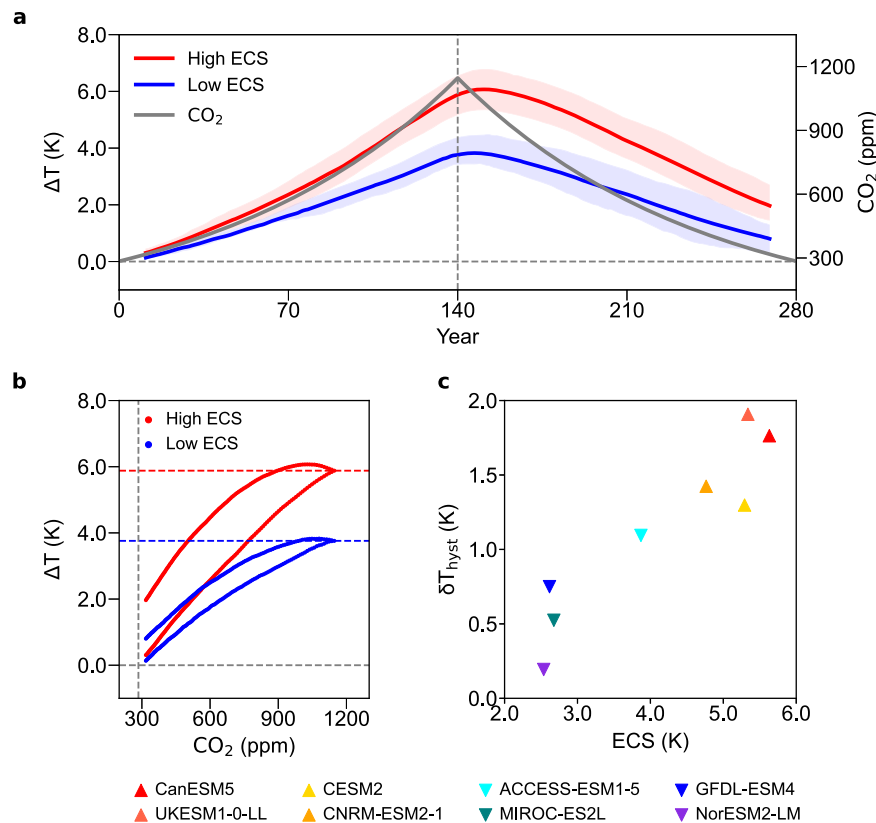 a
8.0
6.0
4.0
2.0
0.0
ΔT (K)
High ECS
Low ECS
CO₂
1200
900
600
300
CO₂ (ppm)
0 70 140 210 280
Year
b
8.0
6.0
4.0
2.0
0.0
ΔT (K)
High ECS
Low ECS
300 600 900 1200
CO₂ (ppm)
c
2.0
1.5
1.0
0.5
0.0
δT_hyst (K)
2.0 3.0 4.0 5.0 6.0
ECS (K)
CanESM5 CESM2 ACCESS-ESM1-5 GFDL-ESM4
UKESM1-0-LL CNRM-ESM2-1 MIROC-ES2L NorESM2-LM